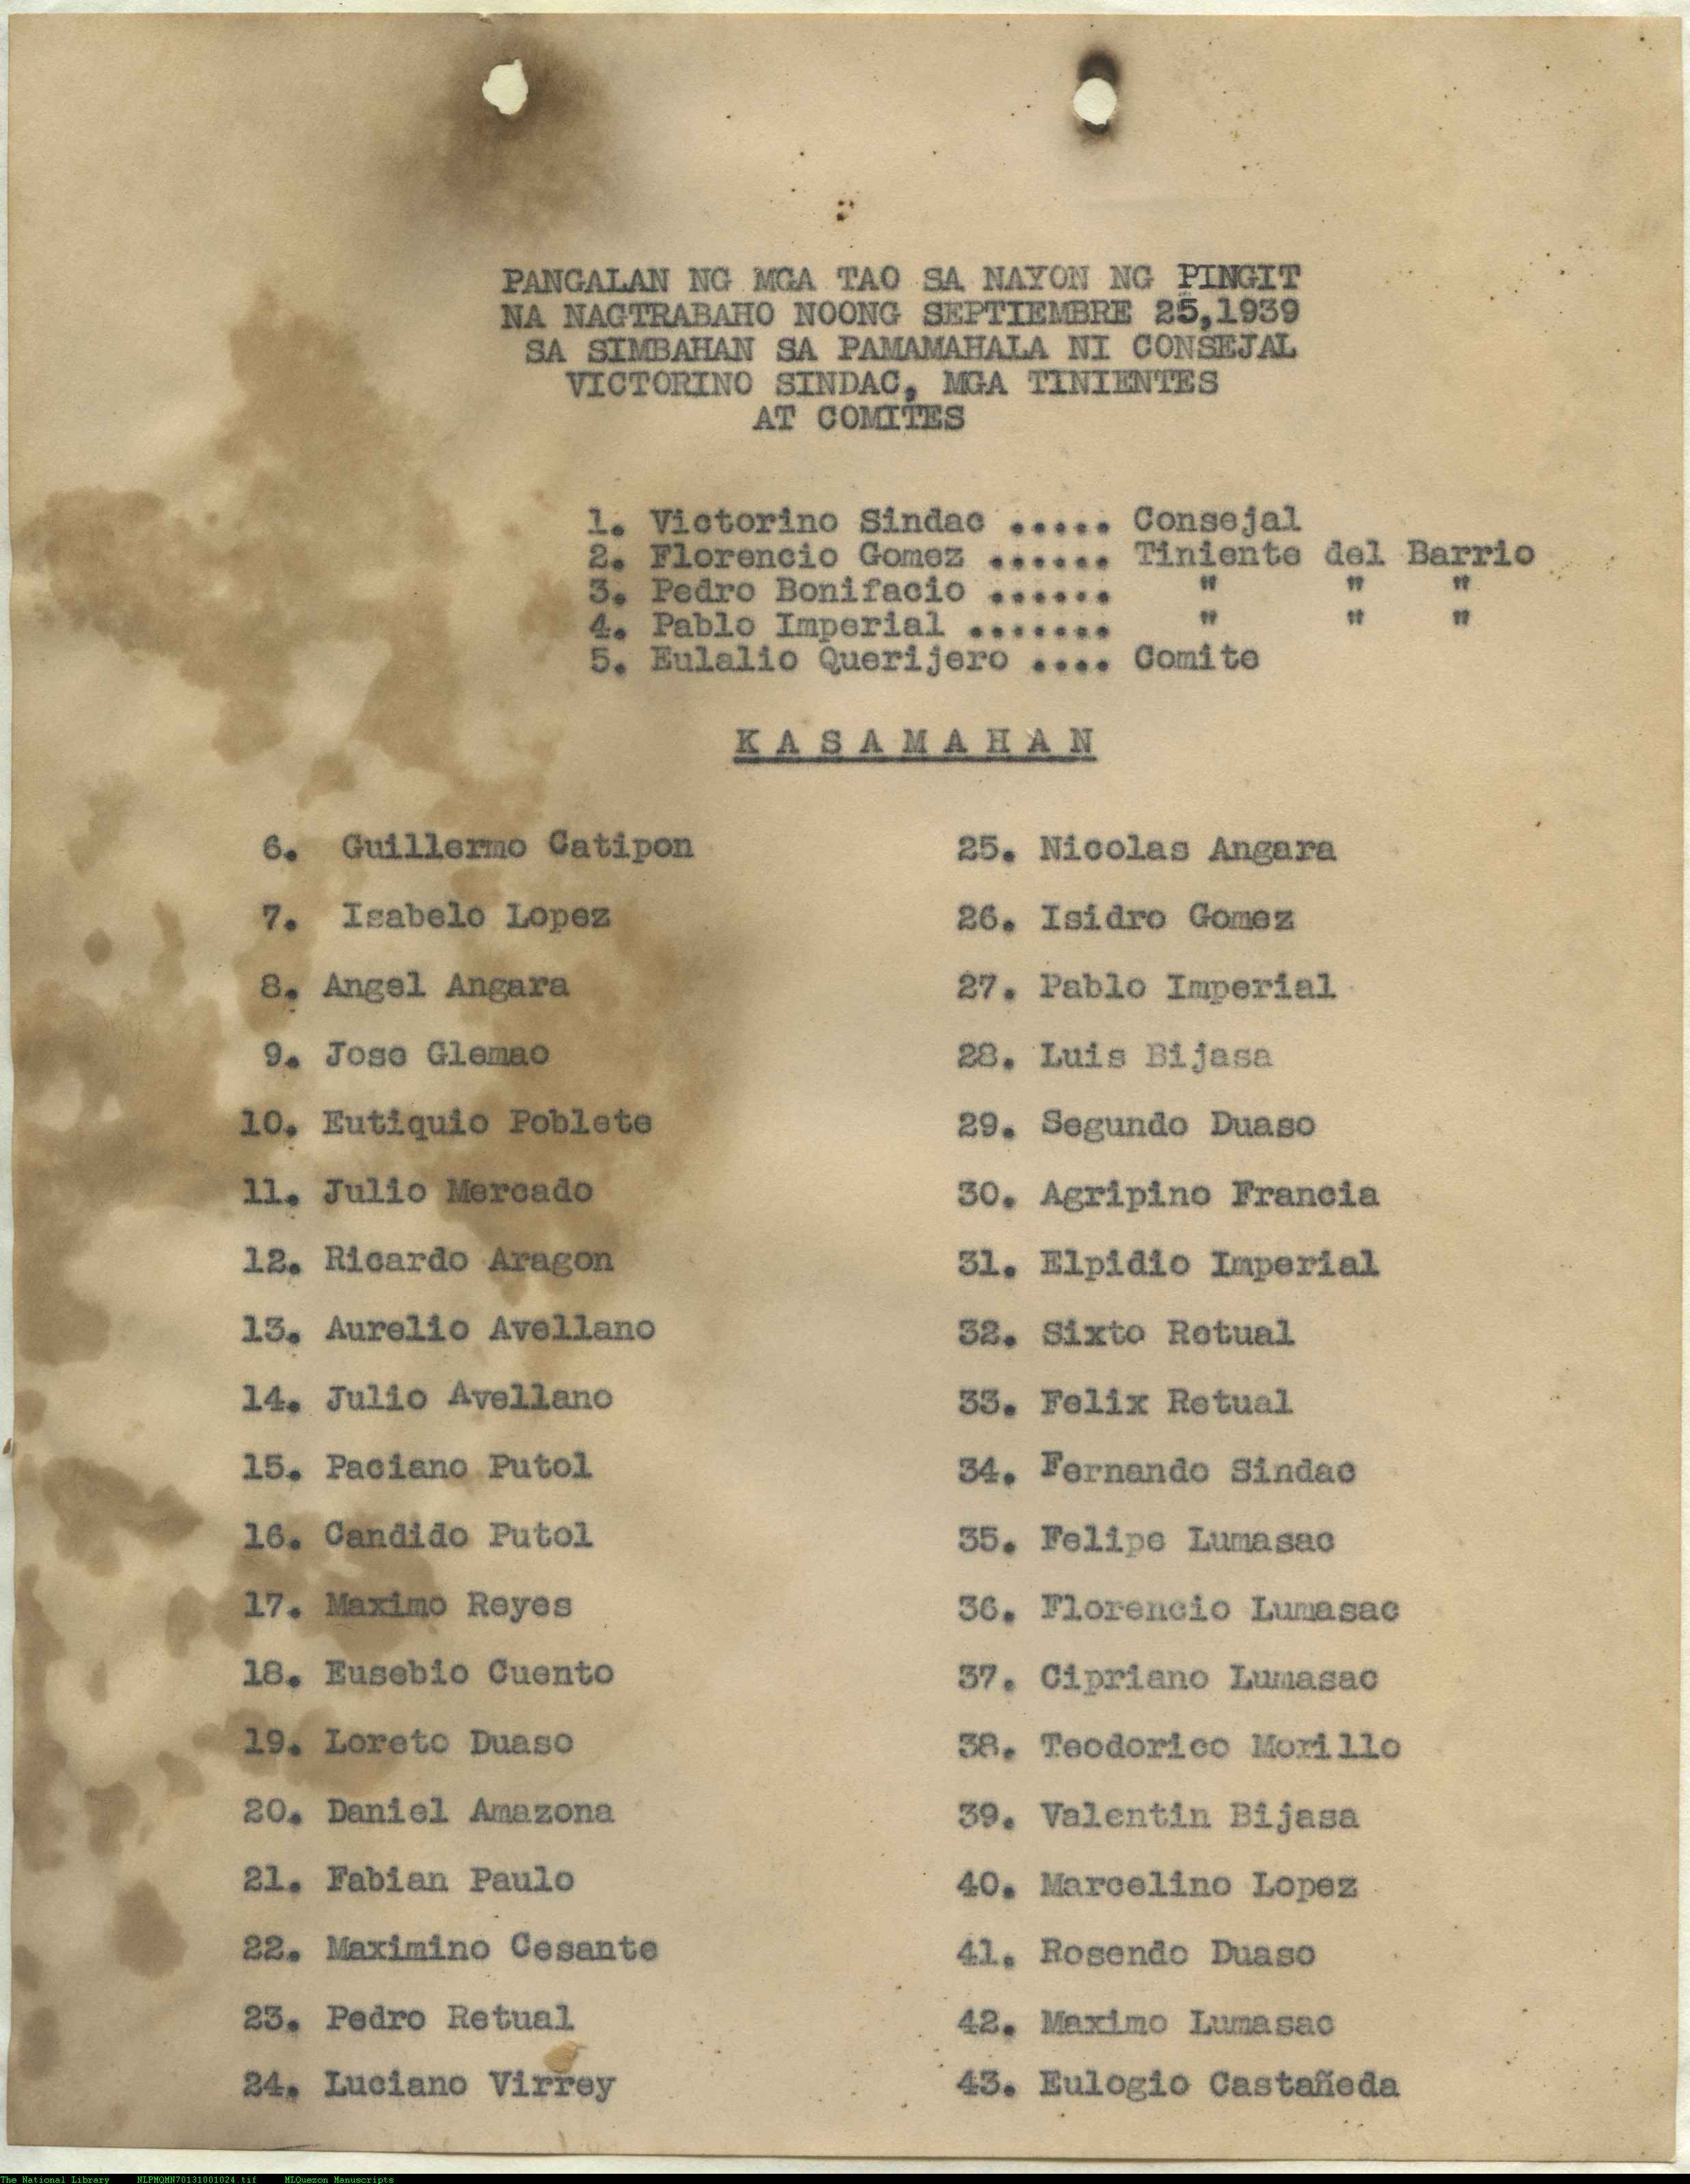 PANGALAN NG MGA TAO SA NAYON NG PINGIT
NA NAGTRABAHO NOONG SEPTIEMBRE 25,1939
SA SIMBAHAN SA PAMAMAHALA NI CONSEJAL
VICTORINO SINDAC, MGA TINIENTES
AT COMITES
1. Victorino Sindac ..... Consejal
2. Florencio Gomez ...... Tiniente del Barrio
3. Pedro Bonifacio ...... " " "
4. Pablo Imperial ....... " " "
5. Eulalio Querijero .... Comite
K A S A M A H A N
6. Guillermo Catipon
7. Isabelo Lopez
8. Angel Angara
9. Jose Glemao
10. Eutiquio Poblete
11. Julio Mercado
12. Ricardo Aragon
13. Aurelio Avellano
14. Julio Avellano
15. Paciano Putol
16. Candido Putol
17. Maximo Reyes
18. Eusebio Cuento
19. Loreto Duaso
20. Daniel Amazona
21. Fabian Paulo
22. Maximino Cesante
23. Pedro Retual
24. Luciano Virrey
25. Nicolas Angara
26. Isidro Gomez
27. Pablo Imperial
28. Luis Bijasa
29. Segundo Duaso
30. Agripino Francia
31. Elpidio Imperial
32. Sixto Retual
33. Felix Retual
34. Fernando Sindac
35. Felipe Lumasac
36. Florencio Lumasac
37. Cipriano Lumasac
38. Teodorico Morillo
39. Valentin Bijasa
40. Marcelino Lopez
41. Rosendo Duaso
42. Maximo Lumasac
43. Eulogio Castañeda
The National Library NLPMQMN70131001024.tif MLQuezon Manuscripts